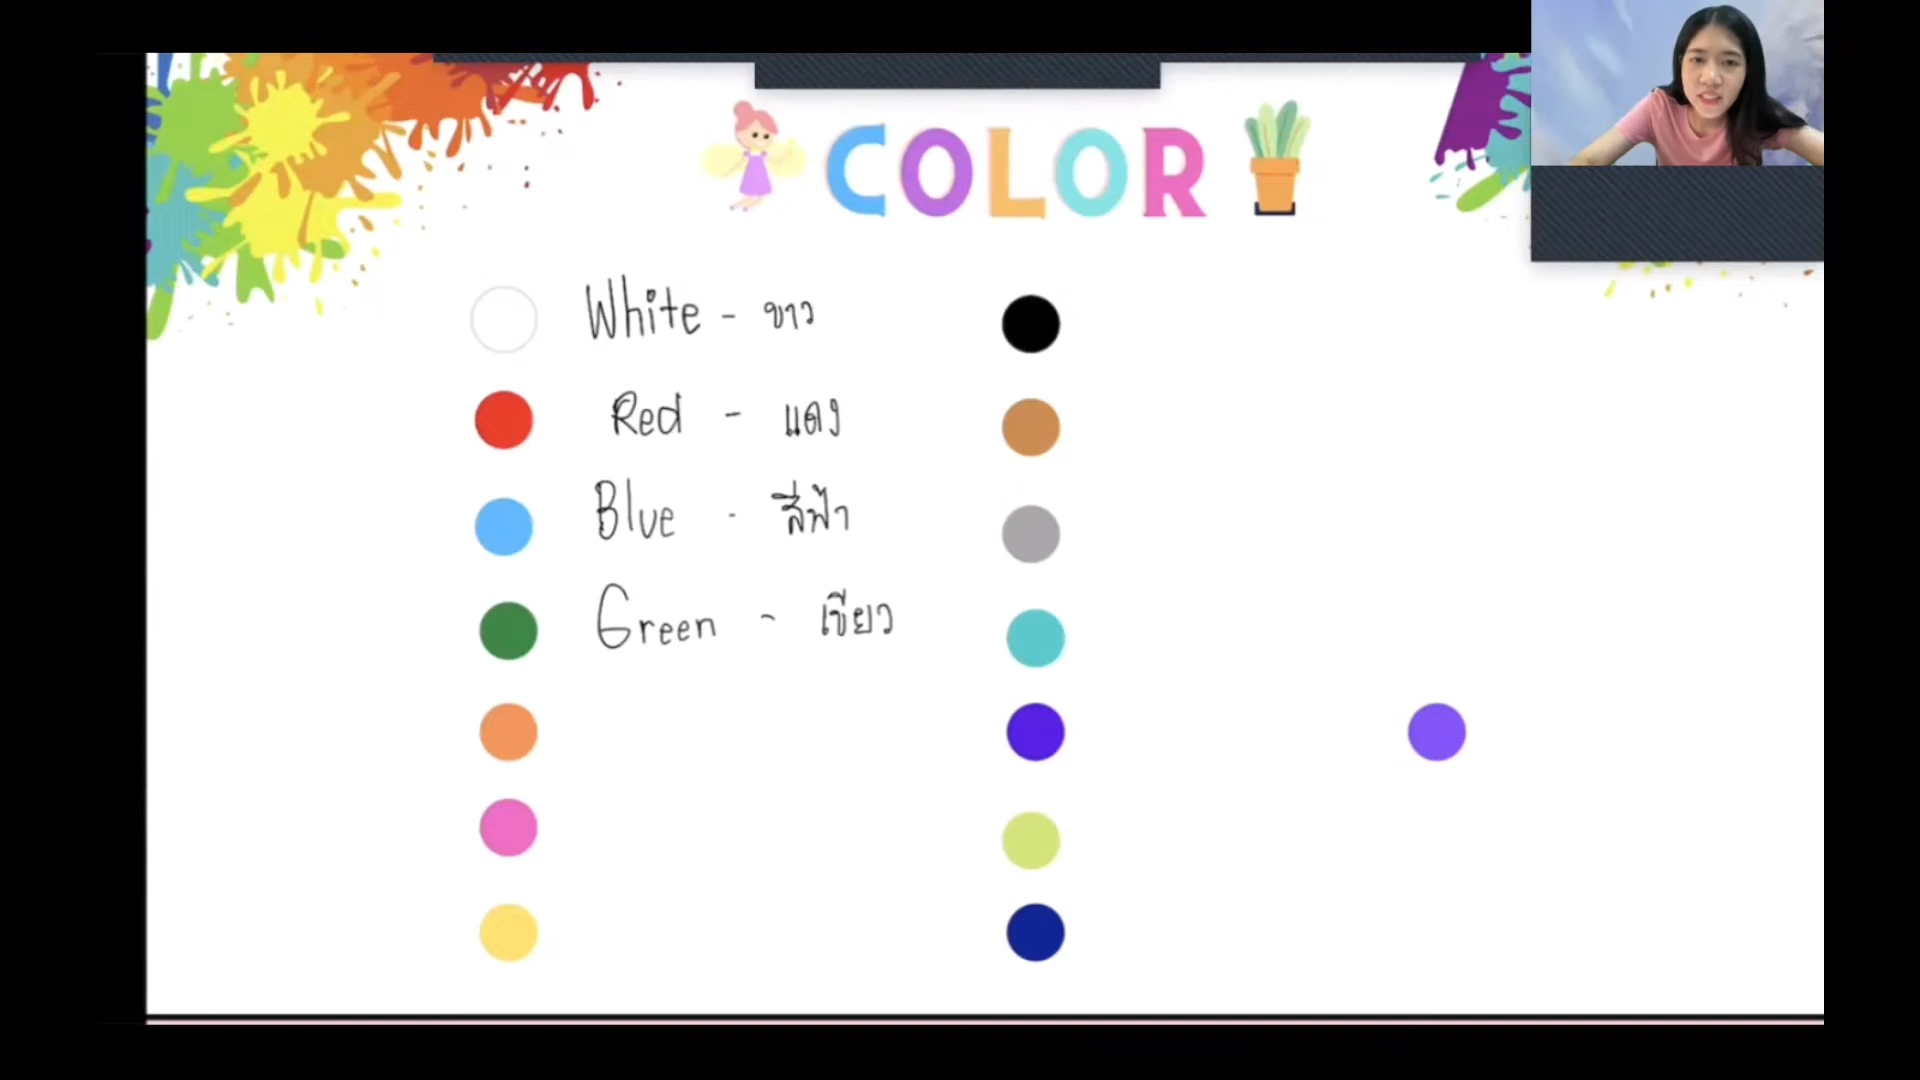 COLOR
White - ขาว
Red - แดง
Blue - สีฟ้า
Green - เขียว